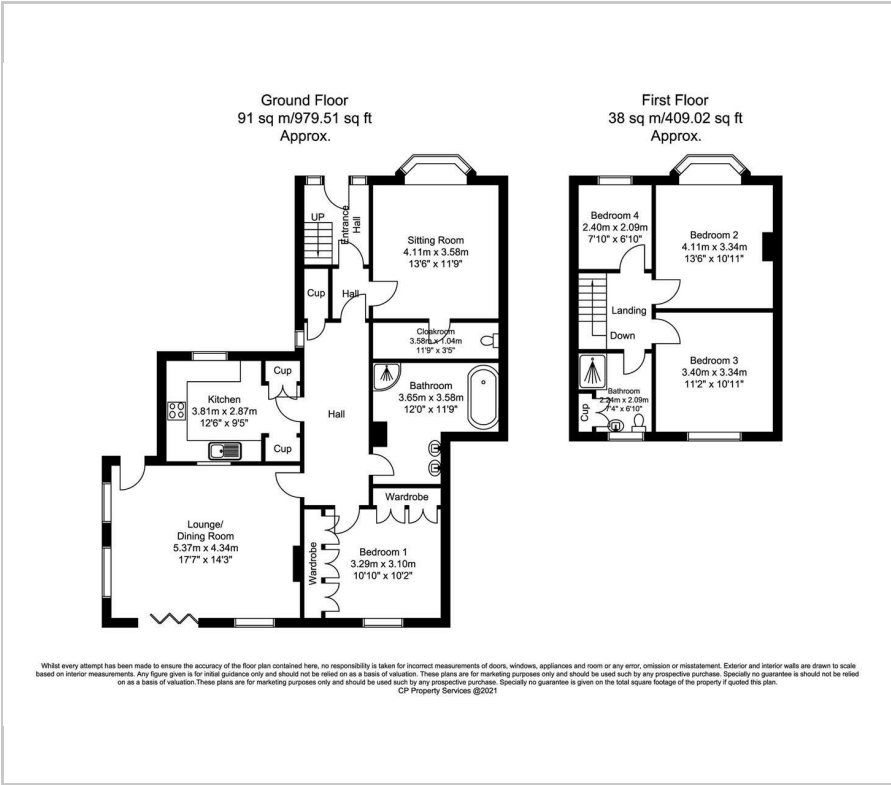 Ground Floor
91 sq m/979.51 sq ft
Approx.
First Floor
38 sq m/409.02 sq ft
Approx.
UP
Entrance
Hall
Sitting Room
4.11m x 3.58m
13'6" x 11'9"
Cup
Hall
Cloakroom
3.58m x 1.04m
11'9" x 3'5"
Cup
Kitchen
3.81m x 2.87m
12'6" x 9'5"
Cup
Hall
Bathroom
3.65m x 3.58m
12'0" x 11'9"
Wardrobe
Lounge/
Dining Room
5.37m x 4.34m
17'7" x 14'3"
Wardrobe
Bedroom 1
3.29m x 3.10m
10'10" x 10'2"
Bedroom 4
2.40m x 2.09m
7'10" x 6'10"
Bedroom 2
4.11m x 3.34m
13'6" x 10'11"
Landing
Down
Bedroom 3
3.40m x 3.34m
11'2" x 10'11"
Bathroom
2.24m x 2.09m
7'4" x 6'10"
Cup
Whilst every attempt has been made to ensure the accuracy of the floor plan contained here, no responsibility is taken for incorrect measurements of doors, windows, appliances and room or any error, omission or misstatement. Exterior and interior walls are drawn to scale
based on interior measurements. Any figure given is for initial guidance only and should not be relied on as a basis of valuation. These plans are for marketing purposes only and should be used such by any prospective purchase. Specially no guarantee is should not be relied
on as a basis of valuation.These plans are for marketing purposes only and should be used such by any prospective purchase. Specially no guarantee is given on the total square footage of the property if quoted this plan.
CP Property Services @2021